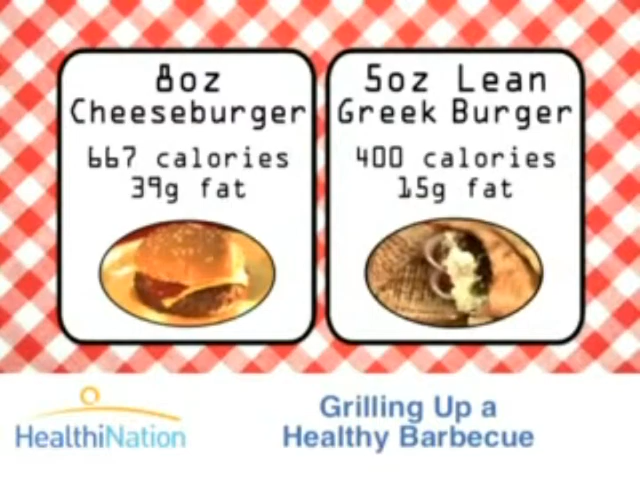 8oz
Cheeseburger
667 calories
39g fat
5oz Lean
Greek Burger
400 calories
15g fat
HealthiNation
Grilling Up a
Healthy Barbecue